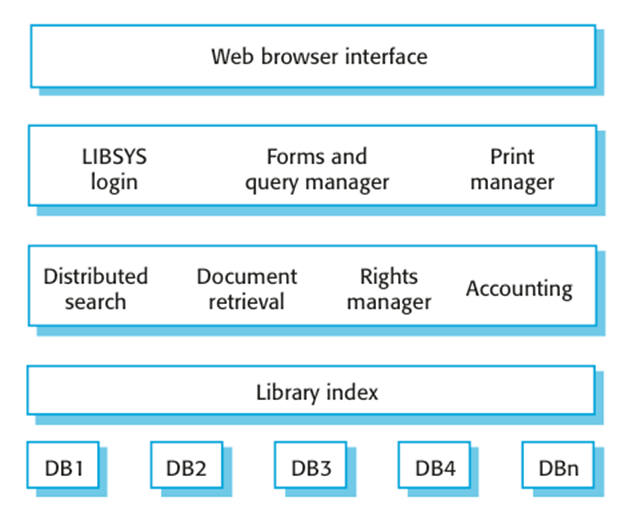 Web browser interface
LIBSYS
login
Forms and
query manager
Print
manager
Distributed
search
Document
retrieval
Rights
manager
Accounting
Library index
DB1
DB2
DB3
DB4
DBn